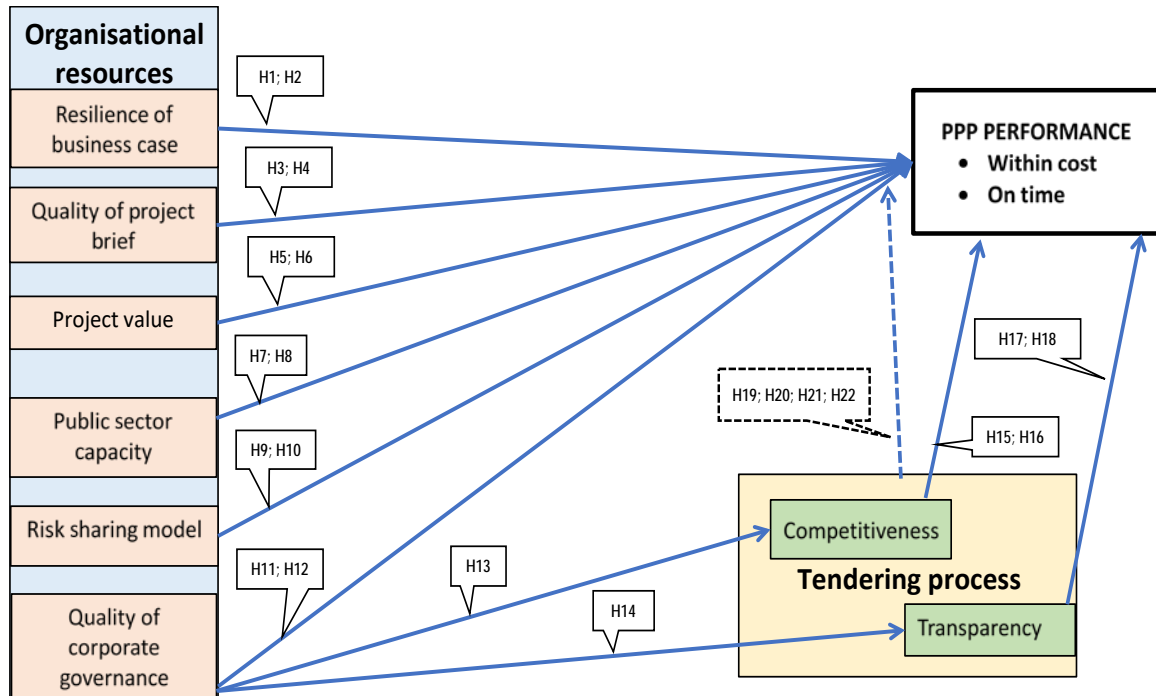 Organisational
resources
Resilience of
business case
Quality of project
brief
Project value
Public sector
capacity
Risk sharing model
Quality of
corporate
governance
H1; H2
H3; H4
H5; H6
H7; H8
H9; H10
H11; H12
H13
H14
H19; H20; H21; H22
H15; H16
H17; H18
PPP PERFORMANCE
• Within cost
• On time
Competitiveness
Tendering process
Transparency